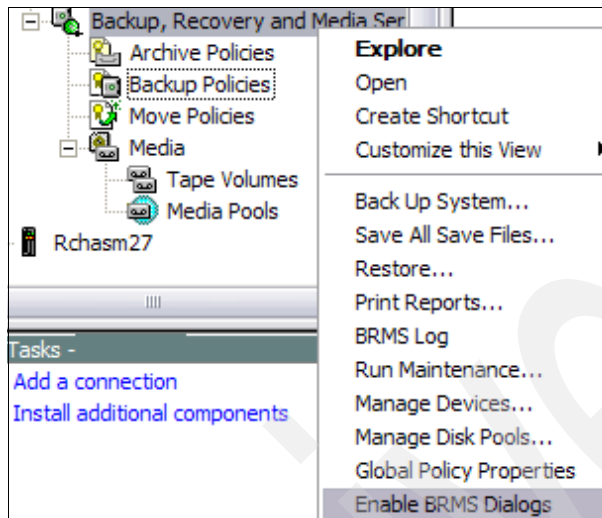 Backup, Recovery and Media Ser
Archive Policies
Backup Policies
Move Policies
Media
Tape Volumes
Media Pools
Rchasm27
Tasks -
Add a connection
Install additional components
Explore
Open
Create Shortcut
Customize this View
Back Up System...
Save All Save Files...
Restore...
Print Reports...
BRMS Log
Run Maintenance...
Manage Devices...
Manage Disk Pools...
Global Policy Properties
Enable BRMS Dialogs